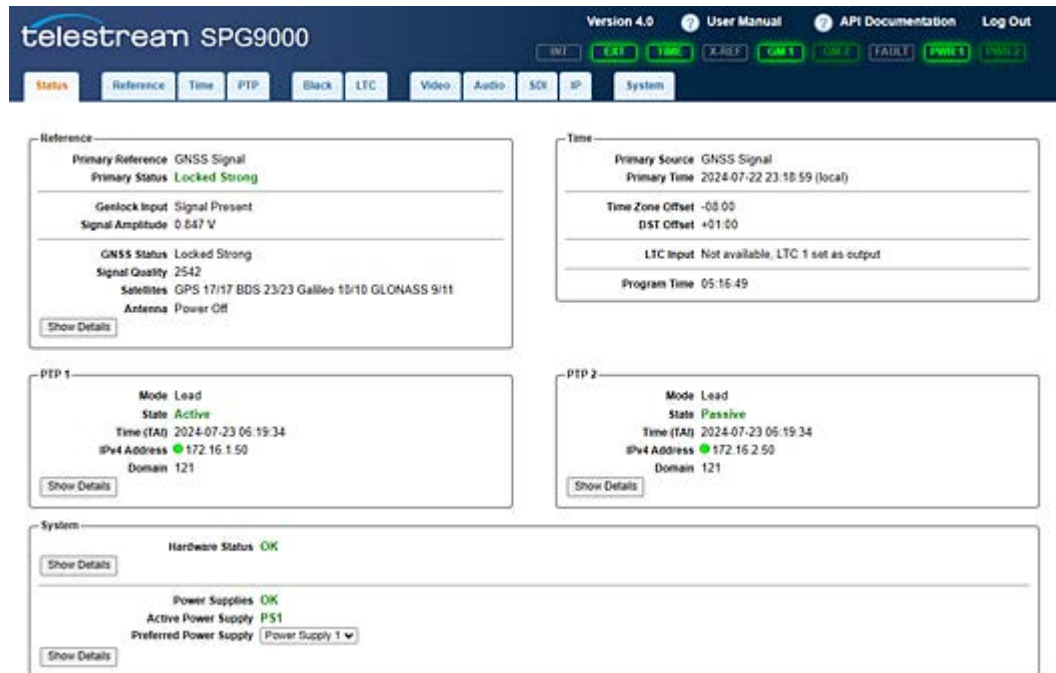 telestream SPG9000
Version 4.0 ? User Manual ? API Documentation Log Out
INT EXT TIME X-REF GM 1 GM 2 FAULT PWR 1 PWR 2
Status Reference Time PTP Black LTC Video Audio SDI IP System
Reference
Primary Reference GNSS Signal
Primary Status Locked Strong
Genlock Input Signal Present
Signal Amplitude 0.847 V
GNSS Status Locked Strong
Signal Quality 2542
Satellites GPS 17/17 BDS 23/23 Galileo 10/10 GLONASS 9/11
Antenna Power Off
Show Details
Time
Primary Source GNSS Signal
Primary Time 2024-07-22 23:18:59 (local)
Time Zone Offset -08:00
DST Offset +01:00
LTC Input Not available, LTC 1 set as output
Program Time 05:16:49
PTP 1
Mode Lead
State Active
Time (TAI) 2024-07-23 06:19:34
IPv4 Address 172.16.1.50
Domain 121
Show Details
PTP 2
Mode Lead
State Passive
Time (TAI) 2024-07-23 06:19:34
IPv4 Address 172.16.2.50
Domain 121
Show Details
System
Hardware Status OK
Show Details
Power Supplies OK
Active Power Supply PS1
Preferred Power Supply Power Supply 1
Show Details